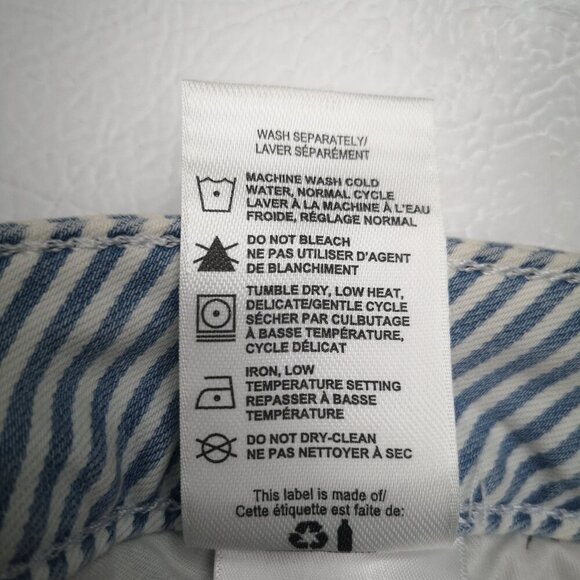 WASH SEPARATELY/
LAVER SÉPARÉMENT
MACHINE WASH COLD
WATER, NORMAL CYCLE
LAVER À LA MACHINE À L'EAU
FROIDE, RÉGLAGE NORMAL
DO NOT BLEACH
NE PAS UTILISER D'AGENT
DE BLANCHIMENT
TUMBLE DRY, LOW HEAT,
DELICATE/GENTLE CYCLE
SÉCHER PAR CULBUTAGE
À BASSE TEMPÉRATURE,
CYCLE DÉLICAT
IRON, LOW
TEMPERATURE SETTING
REPASSER À BASSE
TEMPÉRATURE
DO NOT DRY-CLEAN
NE PAS NETTOYER À SEC
This label is made of/
Cette étiquette est faite de: